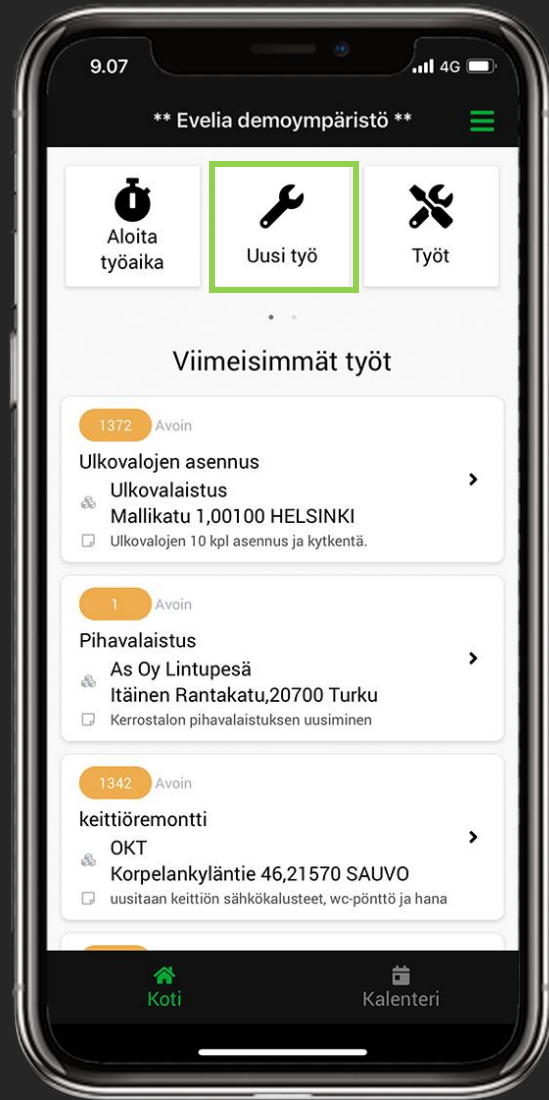 9.07
4G
** Evelia demoympäristö **
Aloita
työaika
Uusi työ
Työt
Viimeisimmät työt
1372 Avoin
Ulkovalojen asennus
Ulkovalaistus
Mallikatu 1,00100 HELSINKI
Ulkovalojen 10 kpl asennus ja kytkentä.
1 Avoin
Pihavalaistus
As Oy Lintupesä
Itäinen Rantakatu,20700 Turku
Kerrostalon pihavalaistuksen uusiminen
1342 Avoin
keittiöremontti
OKT
Korpelankyläntie 46,21570 SAUVO
uusitaan keittiön sähkökalusteet, wc-pönttö ja hana
Koti
Kalenteri